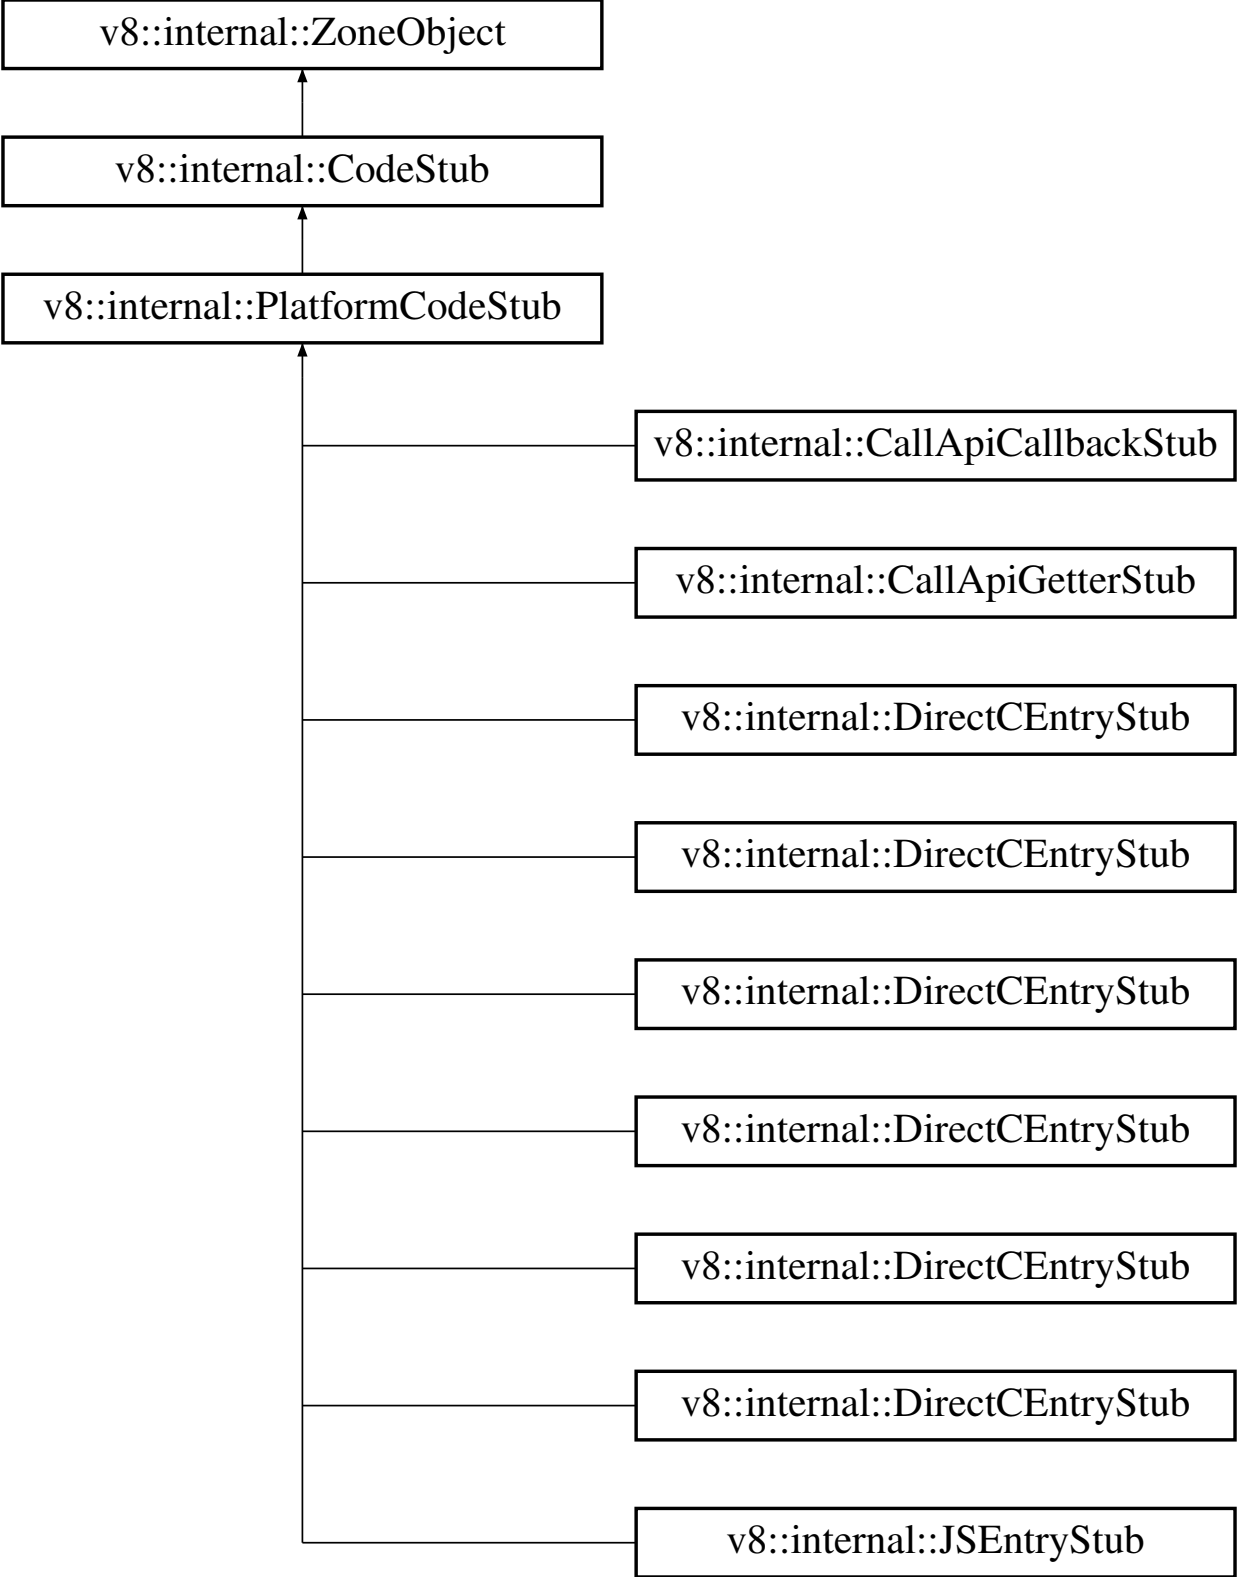 v8::internal::ZoneObject
v8::internal::CodeStub
v8::internal::PlatformCodeStub
v8::internal::CallApiCallbackStub
v8::internal::CallApiGetterStub
v8::internal::DirectCEntryStub
v8::internal::DirectCEntryStub
v8::internal::DirectCEntryStub
v8::internal::DirectCEntryStub
v8::internal::DirectCEntryStub
v8::internal::DirectCEntryStub
v8::internal::JSEntryStub